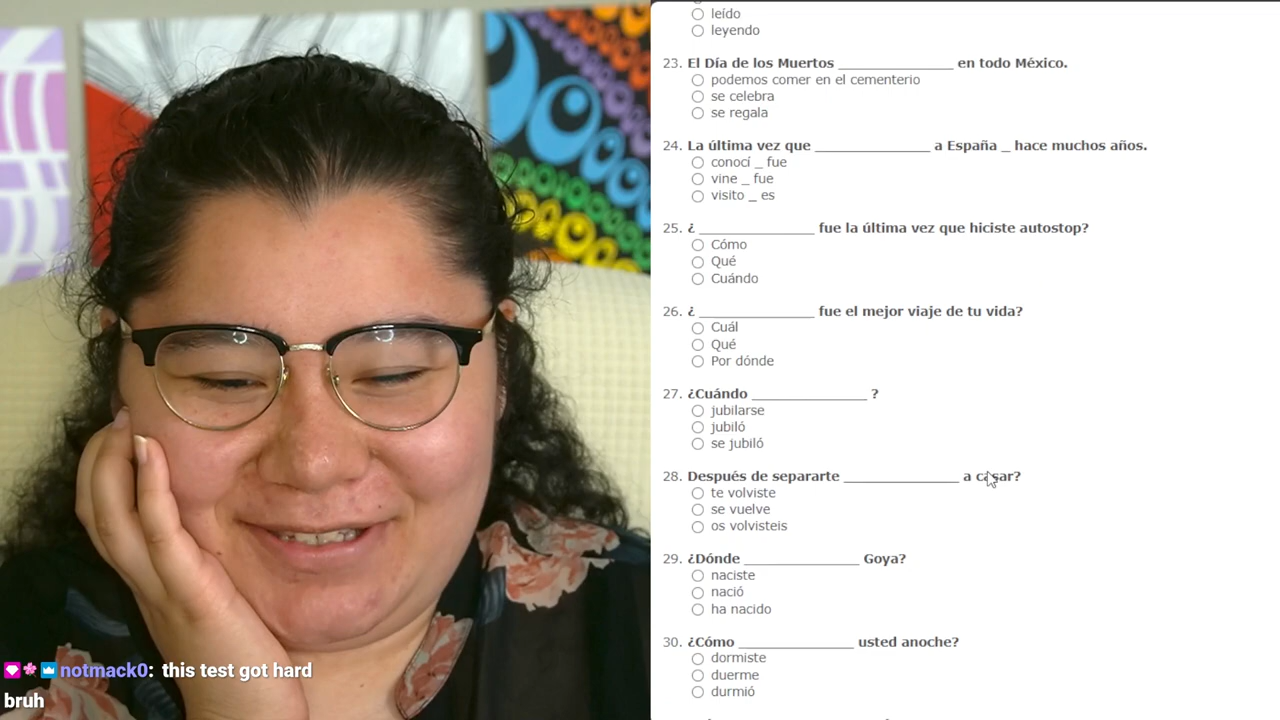 leído
leyendo
23. El Día de los Muertos _______________ en todo México.
podemos comer en el cementerio
se celebra
se regala
24. La última vez que _______________ a España _ hace muchos años.
conocí _ fue
vine _ fue
visito _ es
25. ¿ _______________ fue la última vez que hiciste autostop?
Cómo
Qué
Cuándo
26. ¿ _______________ fue el mejor viaje de tu vida?
Cuál
Qué
Por dónde
27. ¿Cuándo _______________ ?
jubilarse
jubiló
se jubiló
28. Después de separarte _______________ a casar?
te volviste
se vuelve
os volvisteis
29. ¿Dónde _______________ Goya?
naciste
nació
ha nacido
30. ¿Cómo _______________ usted anoche?
dormiste
duerme
durmió
notmack0: this test got hard
bruh